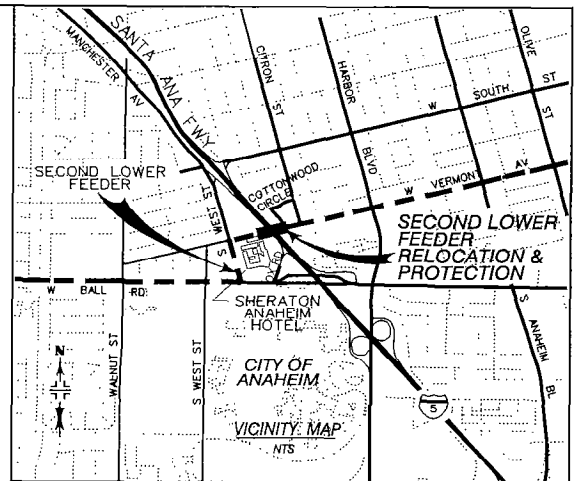 SANTA ANA FWY
MANCHESTER AV
CITRON ST
HARBOR BLVD
OLIVE ST
W SOUTH ST
SECOND LOWER
FEEDER
WEST ST
COTTONWOOD
CIRCLE
W VERMONT AV
SECOND LOWER
FEEDER
RELOCATION &
PROTECTION
S
RD
W BALL RD
SHERATON
ANAHEIM
HOTEL
WALNUT ST
S WEST ST
S ANAHEIM BL
N
CITY OF
ANAHEIM
5
VICINITY MAP
NTS